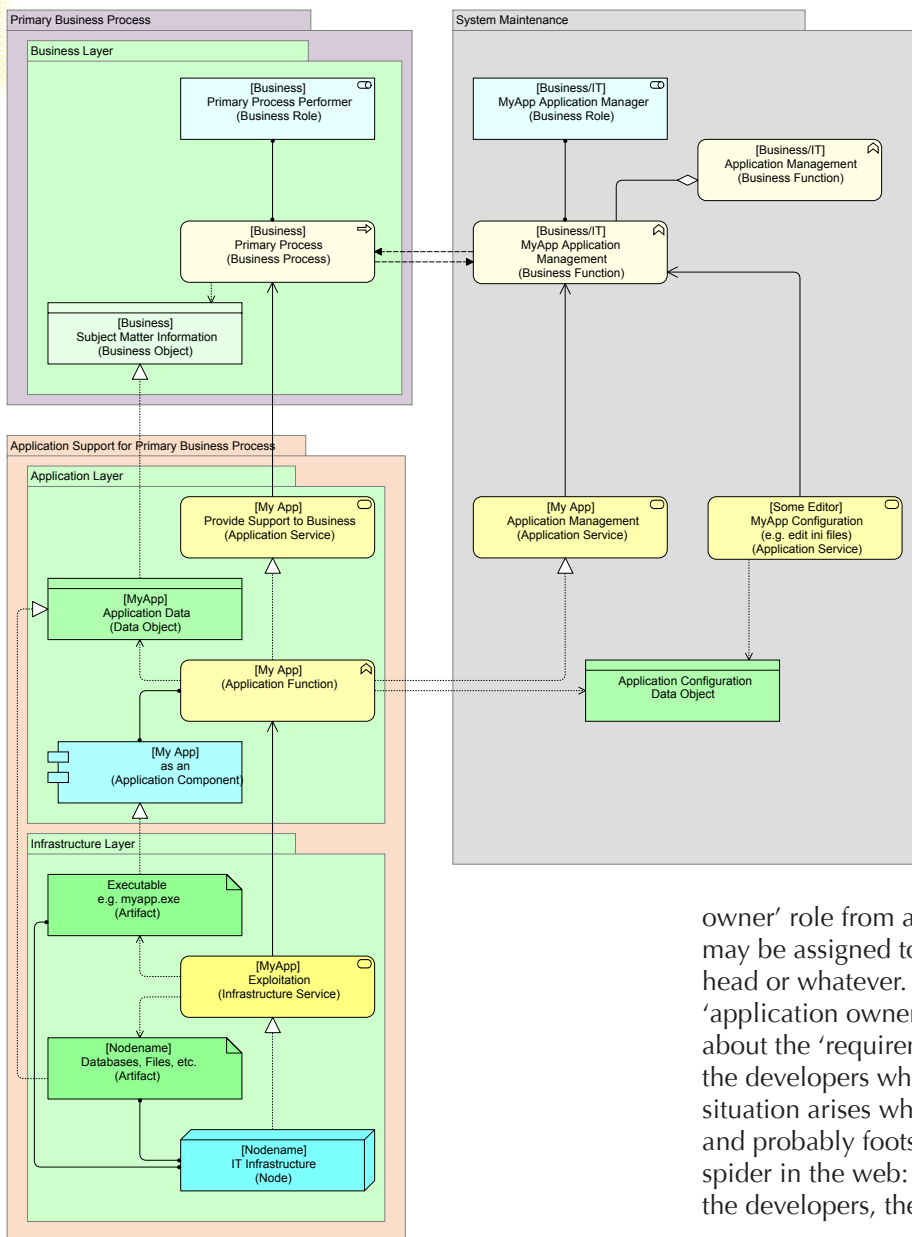 Primary Business Process
Business Layer
[Business]
Primary Process Performer
(Business Role)
[Business]
Primary Process
(Business Process)
[Business]
Subject Matter Information
(Business Object)
System Maintenance
[Business/IT]
MyApp Application Manager
(Business Role)
[Business/IT]
Application Management
(Business Function)
[Business/IT]
MyApp Application
Management
(Business Function)
[My App]
Application Management
(Application Service)
[Some Editor]
MyApp Configuration
(e.g. edit ini files)
(Application Service)
Application Configuration
Data Object
Application Support for Primary Business Process
Application Layer
[My App]
Provide Support to Business
(Application Service)
[MyApp]
Application Data
(Data Object)
[My App]
(Application Function)
[My App]
as an
(Application Component)
Infrastructure Layer
Executable
e.g. myapp.exe
(Artifact)
[MyApp]
Exploitation
(Infrastructure Service)
[Nodename]
Databases, Files, etc.
(Artifact)
[Nodename]
IT Infrastructure
(Node)
owner’ role from a
may be assigned to
head or whatever.
‘application owner
about the ‘requirer
the developers wh
situation arises wh
and probably foots
spider in the web:
the developers, the